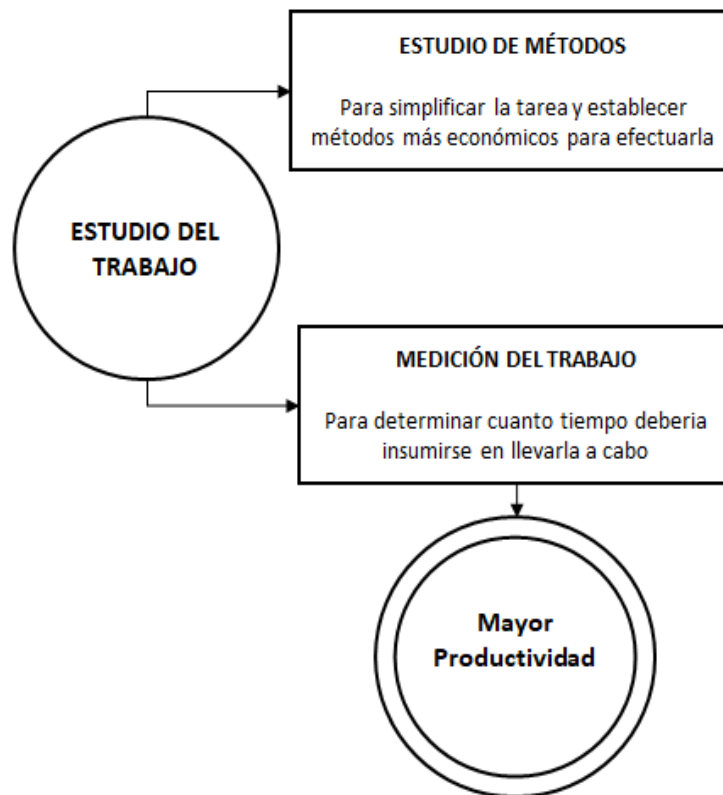 ESTUDIO DE MÉTODOS
Para simplificar la tarea y establecer
métodos más económicos para efectuarla
ESTUDIO DEL
TRABAJO
MEDICIÓN DEL TRABAJO
Para determinar cuanto tiempo deberia
insumirse en llevarla a cabo
Mayor
Productividad